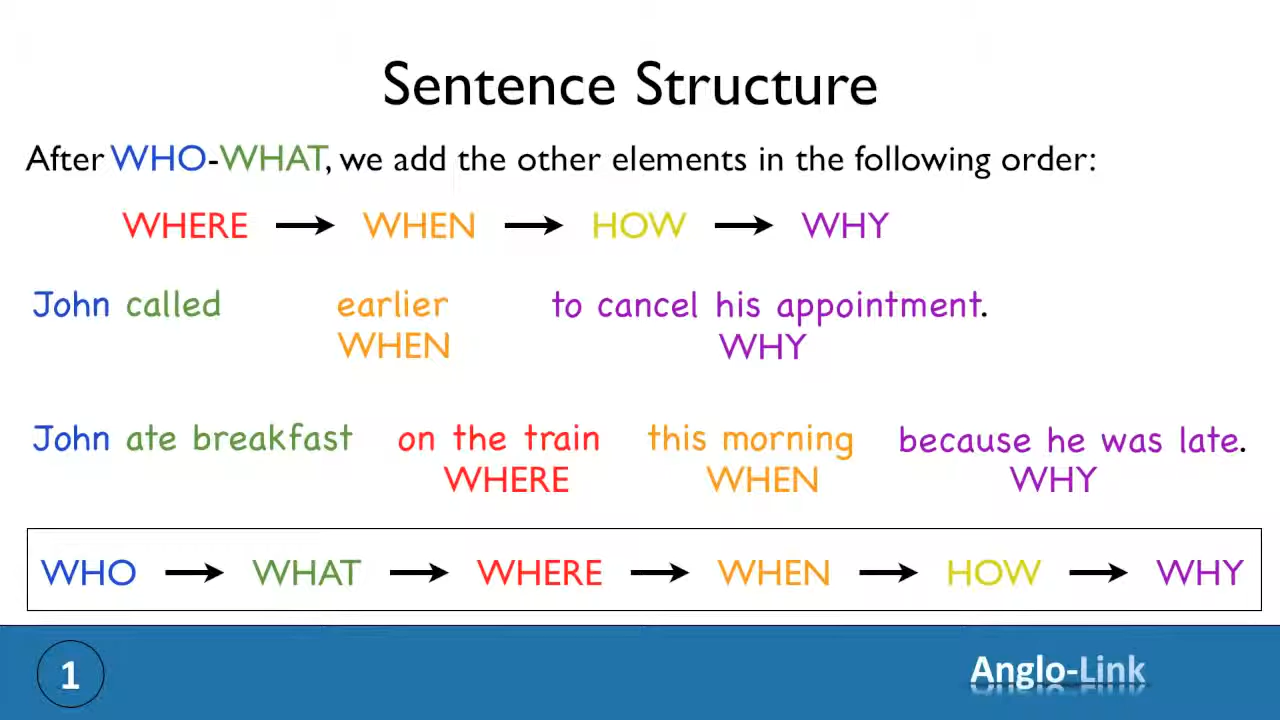 Sentence Structure
After WHO-WHAT, we add the other elements in the following order:
WHERE → WHEN → HOW → WHY
John called earlier to cancel his appointment.
WHEN WHY
John ate breakfast on the train this morning because he was late.
WHERE WHEN WHY
WHO → WHAT → WHERE → WHEN → HOW → WHY
1 Anglo-Link